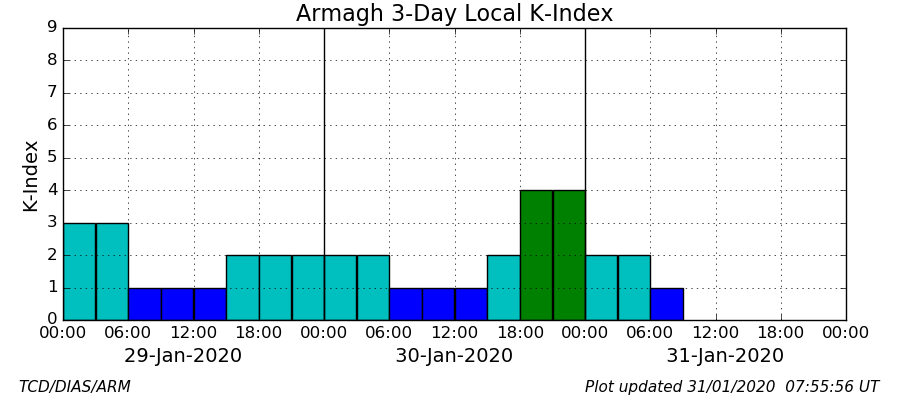 Armagh 3-Day Local K-Index
9
8
7
6
5
4
3
2
1
0
K-Index
00:00 06:00 12:00 18:00 00:00 06:00 12:00 18:00 00:00 06:00 12:00 18:00 00:00
29-Jan-2020 30-Jan-2020 31-Jan-2020
TCD/DIAS/ARM Plot updated 31/01/2020 07:55:56 UT